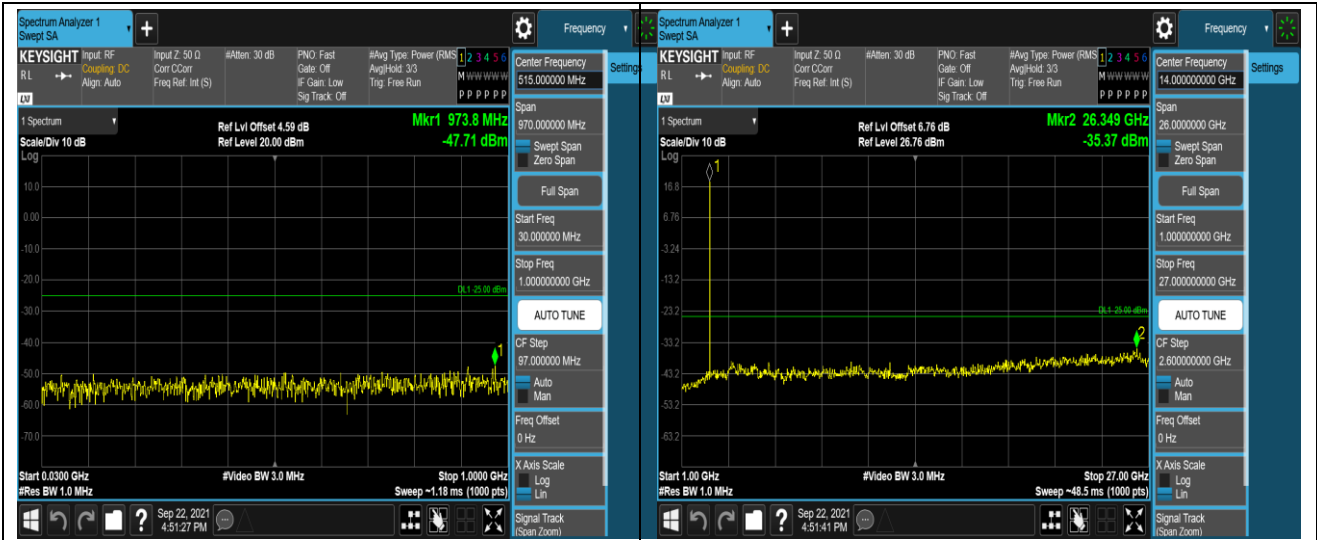 Spectrum Analyzer 1
Swept SA
+
Frequency
KEYSIGHT
RL
LXI
Input: RF
Coupling: DC
Align: Auto
Input Z: 50 Ω
Corr CCorr
Freq Ref: Int (S)
#Atten: 30 dB
PNO: Fast
Gate: Off
IF Gain: Low
Sig Track: Off
#Avg Type: Power (RMS
Avg|Hold: 3/3
Trig: Free Run
1 2 3 4 5 6
M W W W W W
P P P P P P
1 Spectrum
Scale/Div 10 dB
Log
Ref Lvl Offset 4.59 dB
Ref Level 20.00 dBm
Mkr1 973.8 MHz
-47.71 dBm
10.0
0.00
-10.0
-20.0
DL1 -25.00 dBm
-30.0
-40.0
1
-50.0
-60.0
-70.0
Start 0.0300 GHz
#Res BW 1.0 MHz
#Video BW 3.0 MHz
Stop 1.0000 GHz
Sweep ~1.18 ms (1000 pts)
?
Sep 22, 2021
4:51:27 PM
Center Frequency
515.000000 MHz
Settings
Span
970.000000 MHz
Swept Span
Zero Span
Full Span
Start Freq
30.000000 MHz
Stop Freq
1.000000000 GHz
AUTO TUNE
CF Step
97.000000 MHz
Auto
Man
Freq Offset
0 Hz
X Axis Scale
Log
Lin
Signal Track
(Span Zoom)
Spectrum Analyzer 1
Swept SA
+
Frequency
KEYSIGHT
RL
LXI
Input: RF
Coupling: DC
Align: Auto
Input Z: 50 Ω
Corr CCorr
Freq Ref: Int (S)
#Atten: 30 dB
PNO: Fast
Gate: Off
IF Gain: Low
Sig Track: Off
#Avg Type: Power (RMS
Avg|Hold: 3/3
Trig: Free Run
1 2 3 4 5 6
M W W W W W
P P P P P P
1 Spectrum
Scale/Div 10 dB
Log
Ref Lvl Offset 6.76 dB
Ref Level 26.76 dBm
Mkr2 26.349 GHz
-35.37 dBm
1
16.8
6.76
-3.24
-13.2
-23.2
DL1 -25.00 dBm
-33.2
2
-43.2
-53.2
-63.2
Start 1.00 GHz
#Res BW 1.0 MHz
#Video BW 3.0 MHz
Stop 27.00 GHz
Sweep ~48.5 ms (1000 pts)
?
Sep 22, 2021
4:51:41 PM
Center Frequency
14.000000000 GHz
Settings
Span
26.0000000 GHz
Swept Span
Zero Span
Full Span
Start Freq
1.000000000 GHz
Stop Freq
27.000000000 GHz
AUTO TUNE
CF Step
2.600000000 GHz
Auto
Man
Freq Offset
0 Hz
X Axis Scale
Log
Lin
Signal Track
(Span Zoom)